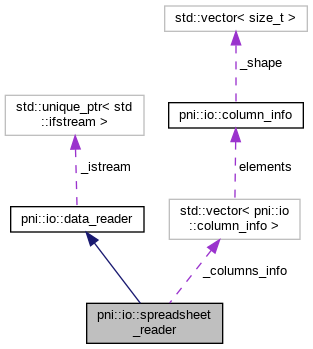 std::vector< size_t >
_shape
std::unique_ptr< std
::ifstream >
pni::io::column_info
_istream
elements
pni::io::data_reader
std::vector< pni::io
::column_info >
_columns_info
pni::io::spreadsheet
_reader